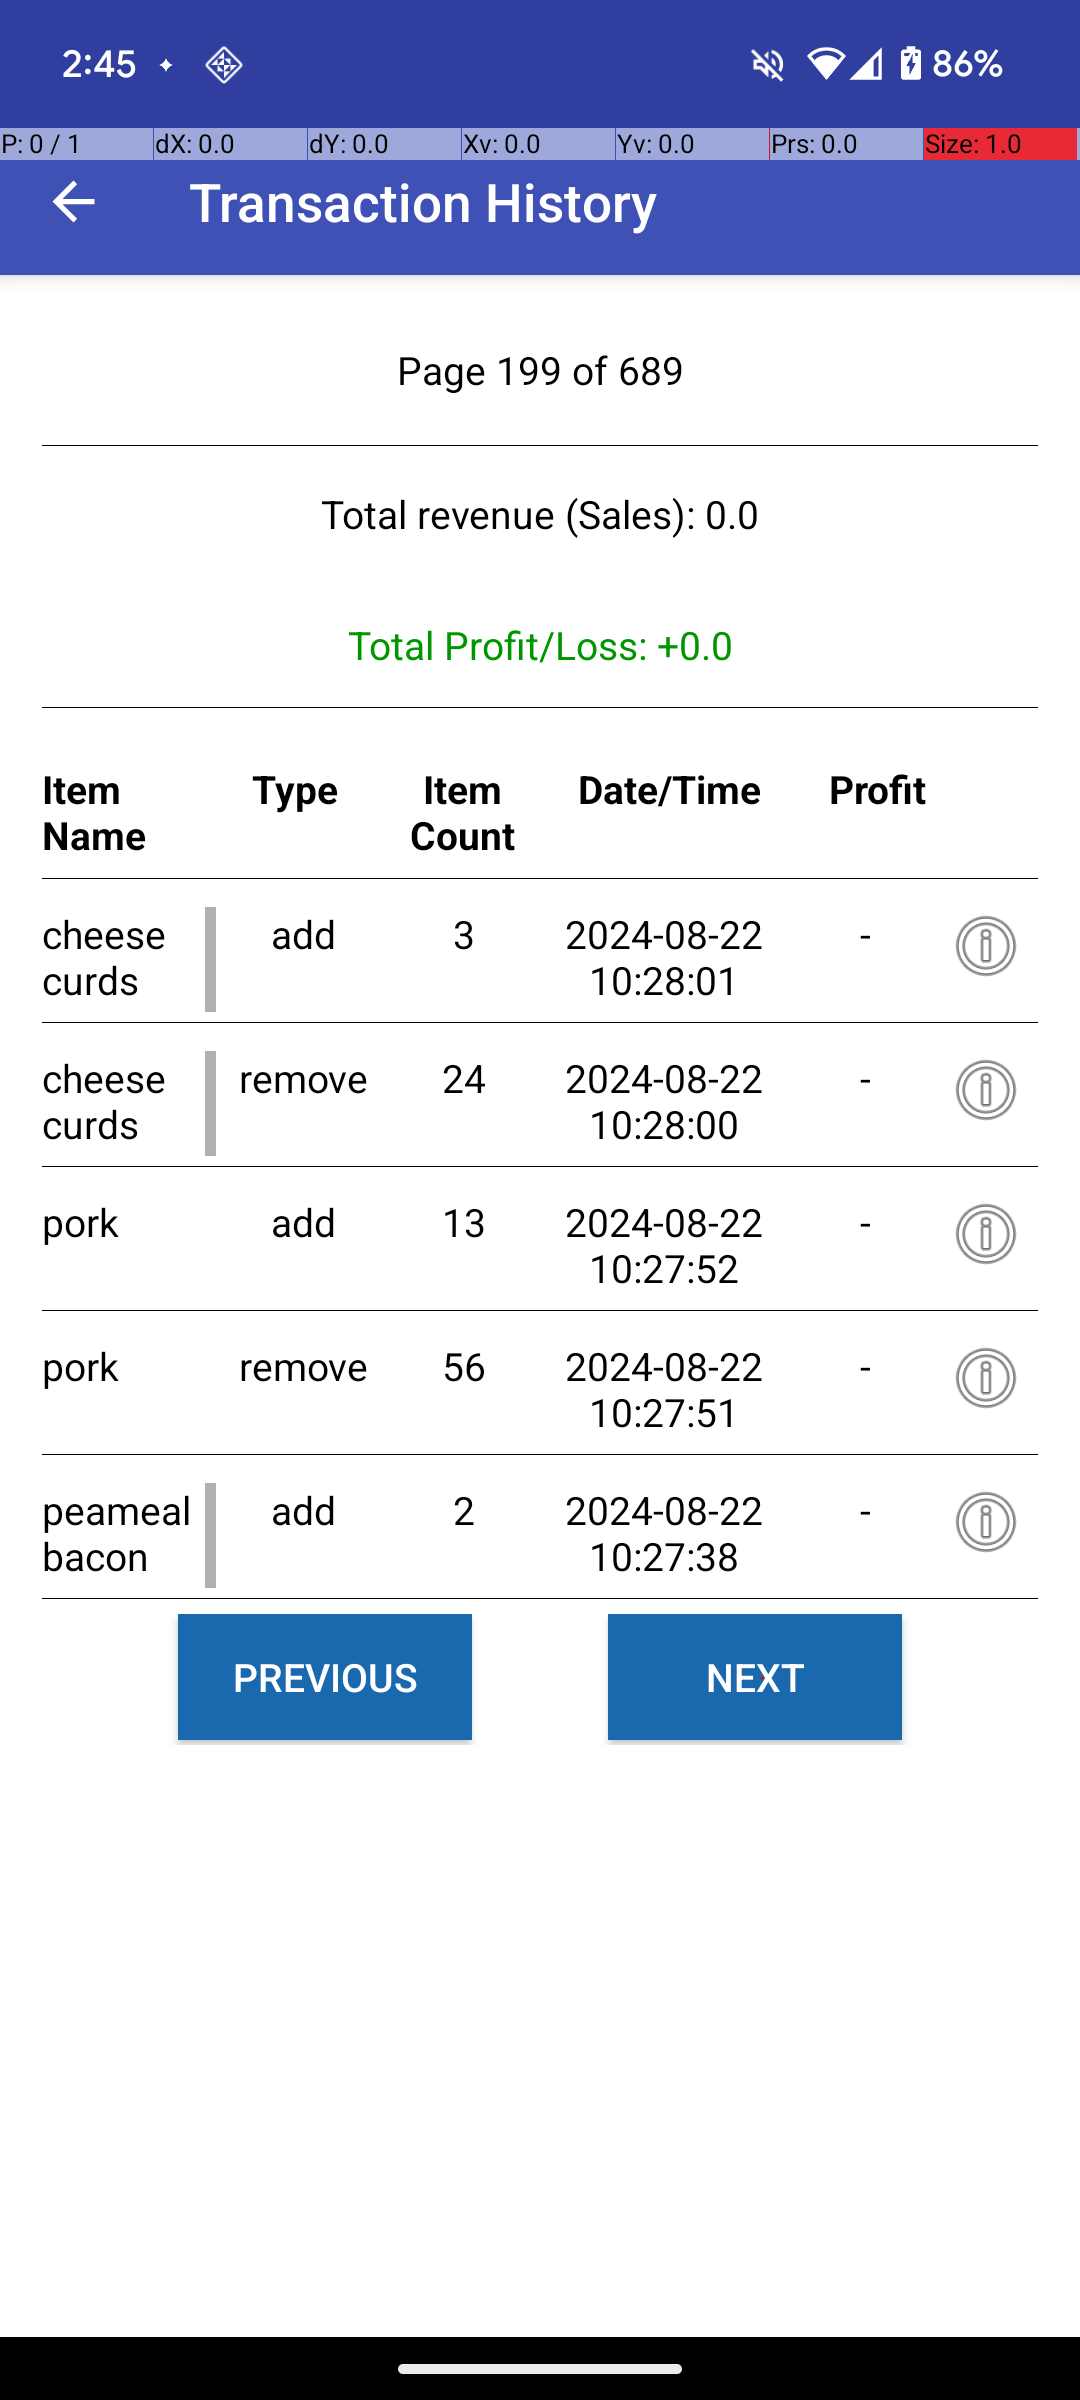 2:45
86%
P: 0 / 1 dX: 0.0 dY: 0.0 Xv: 0.0 Yv: 0.0 Prs: 0.0 Size: 1.0
Transaction History
Page 199 of 689
Total revenue (Sales): 0.0
Total Profit/Loss: +0.0
Item Name Type Item Count Date/Time Profit
cheese curds add 3 2024-08-22 10:28:01 -
cheese curds remove 24 2024-08-22 10:28:00 -
pork add 13 2024-08-22 10:27:52 -
pork remove 56 2024-08-22 10:27:51 -
peameal bacon add 2 2024-08-22 10:27:38 -
PREVIOUS NEXT